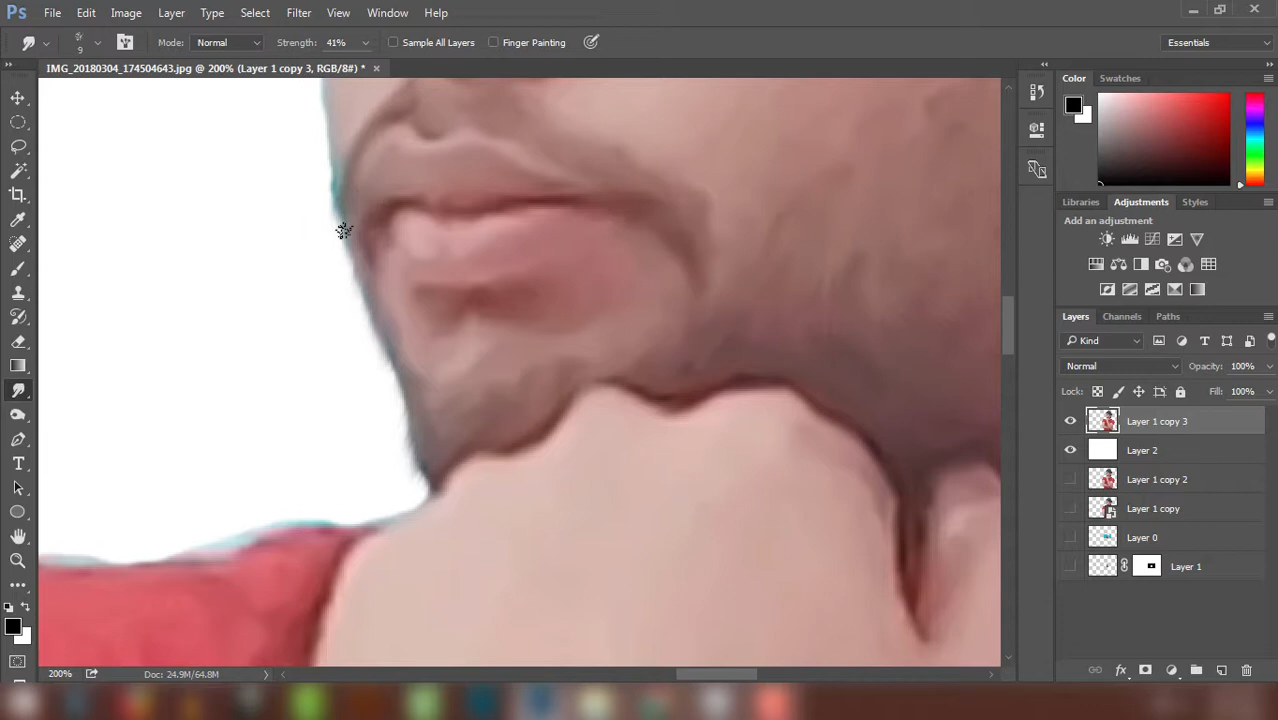 Ps File Edit Image Layer Type Select Filter View Window Help
9 Mode: Normal Strength: 41% Sample All Layers Finger Painting Essentials
IMG_20180304_174504643.jpg @ 200% (Layer 1 copy 3, RGB/8#) * ×
Color Swatches
Libraries Adjustments Styles
Add an adjustment
Layers Channels Paths
Kind
Normal Opacity: 100%
Lock: Fill: 100%
Layer 1 copy 3
Layer 2
Layer 1 copy 2
Layer 1 copy
Layer 0
Layer 1
200% Doc: 24.9M/64.8M